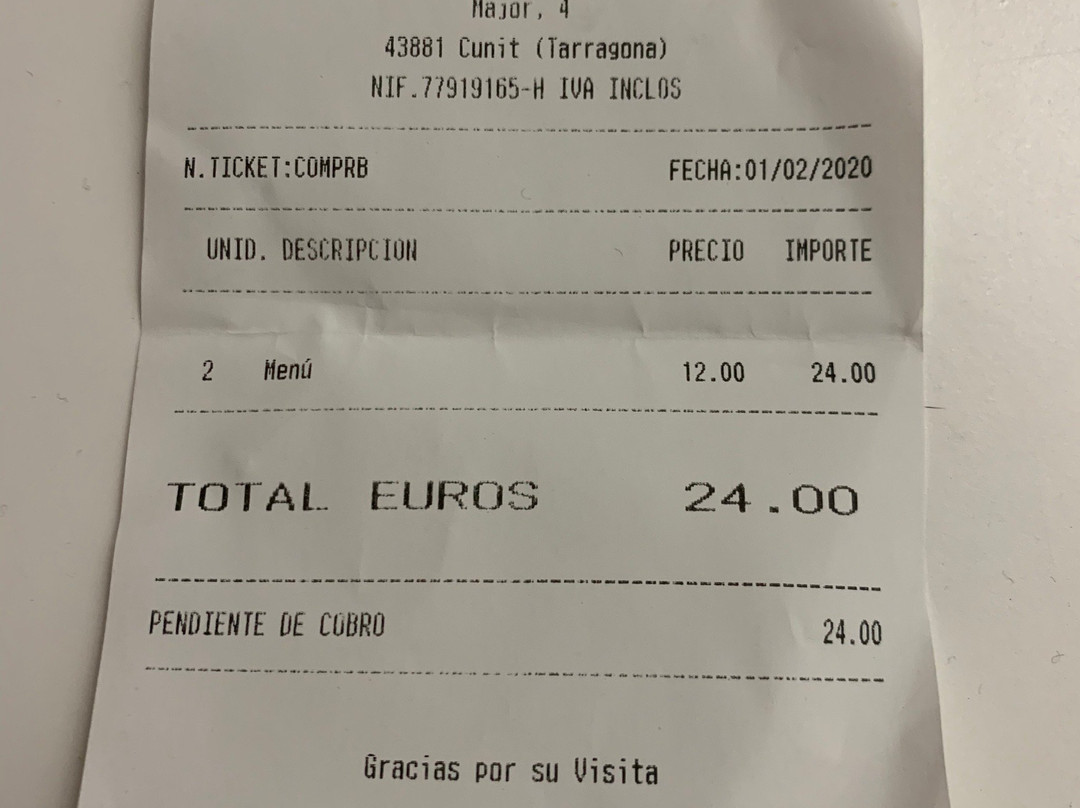 Major, 4
43881 Cunit (Tarragona)
NIF.77919165-H IVA INCLOS
N.TICKET:COMPRB FECHA:01/02/2020
UNID. DESCRIPCION PRECIO IMPORTE
2 Menú 12.00 24.00
TOTAL EUROS 24.00
PENDIENTE DE COBRO 24.00
Gracias por su Visita